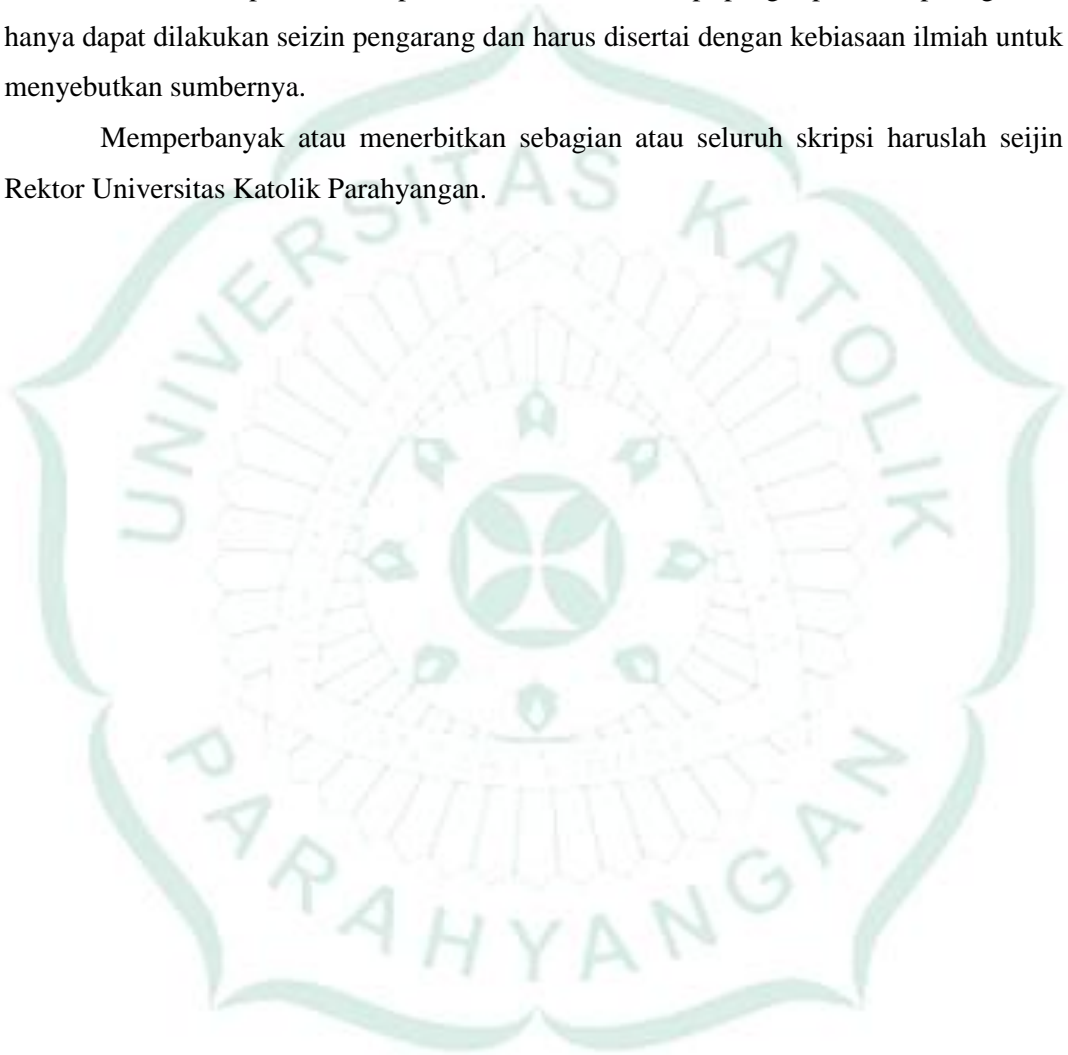 hanya dapat dilakukan seizin pengarang dan harus disertai dengan kebiasaan ilmiah untuk
menyebutkan sumbernya.
Memperbanyak atau menerbitkan sebagian atau seluruh skripsi haruslah seijin
Rektor Universitas Katolik Parahyangan.
UNIVERSITAS KATOLIK
PARAHYANGAN